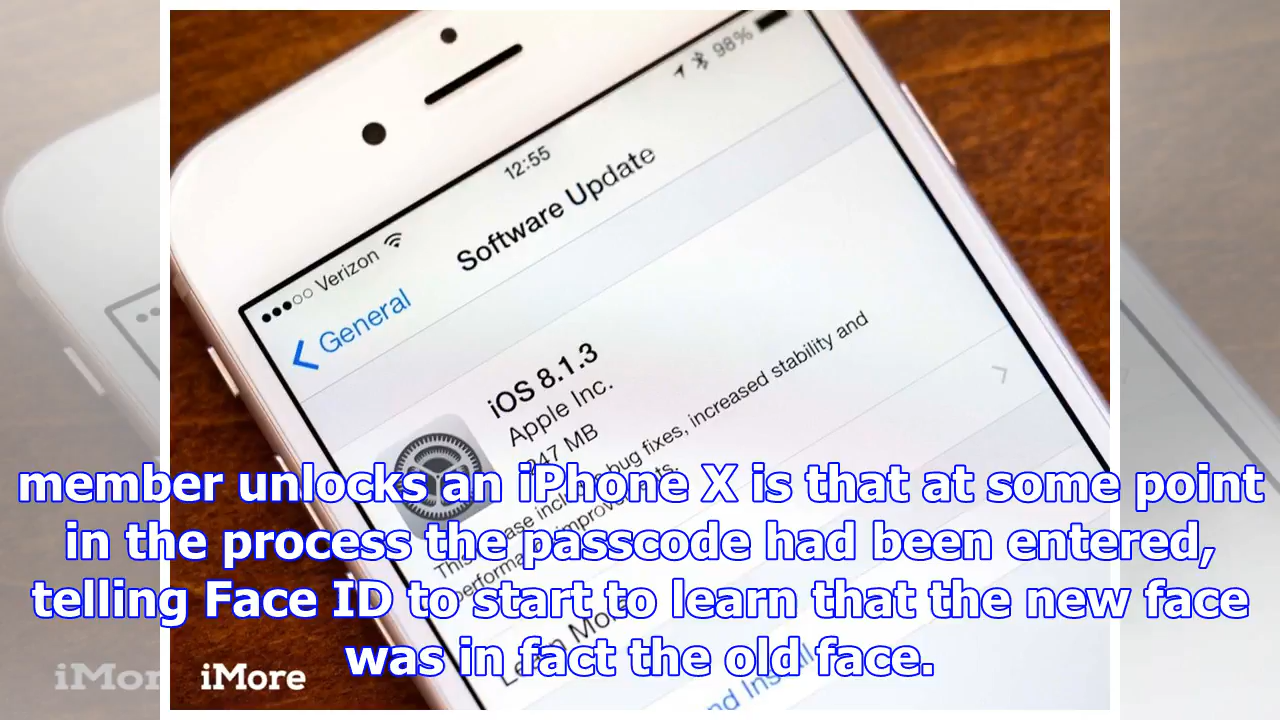 98%
12:55
Verizon
Software Update
General
iOS 8.1.3
Apple Inc.
247 MB
bug fixes, increased stability and
member unlocks an iPhone X is that at some point
in the process the passcode had been entered,
telling Face ID to start to learn that the new face
was in fact the old face.
iMore